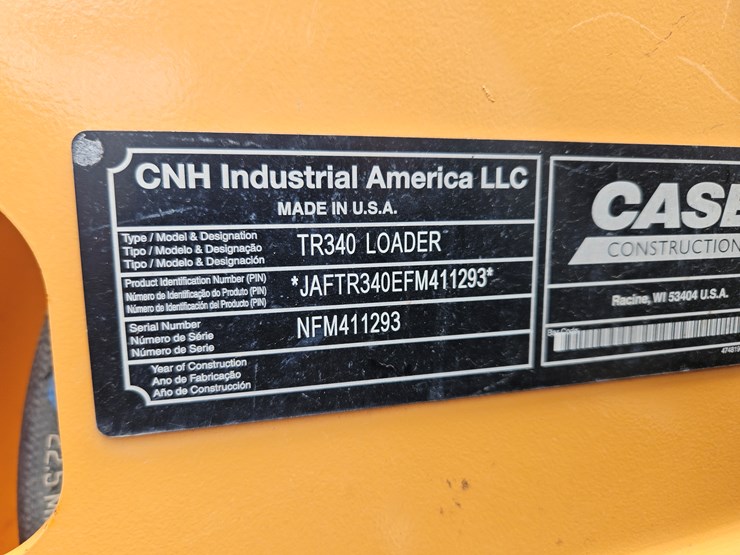 CNH Industrial America LLC
MADE IN U.S.A.
Type / Model & Designation
Tipo / Modelo & Designação
Tipo / Modelo & Designación
TR340 LOADER
Product Identification Number (PIN)
Número de Identificação do Produto (PIN)
Número de Identificación del Producto (PIN)
*JAFTR340EFM411293*
Serial Number
Número de Série
Número de Serie
NFM411293
Year of Construction
Ano de Fabricação
Año de Construcción
CASE
CONSTRUCTION
Racine, WI 53404 U.S.A.
Bar Code